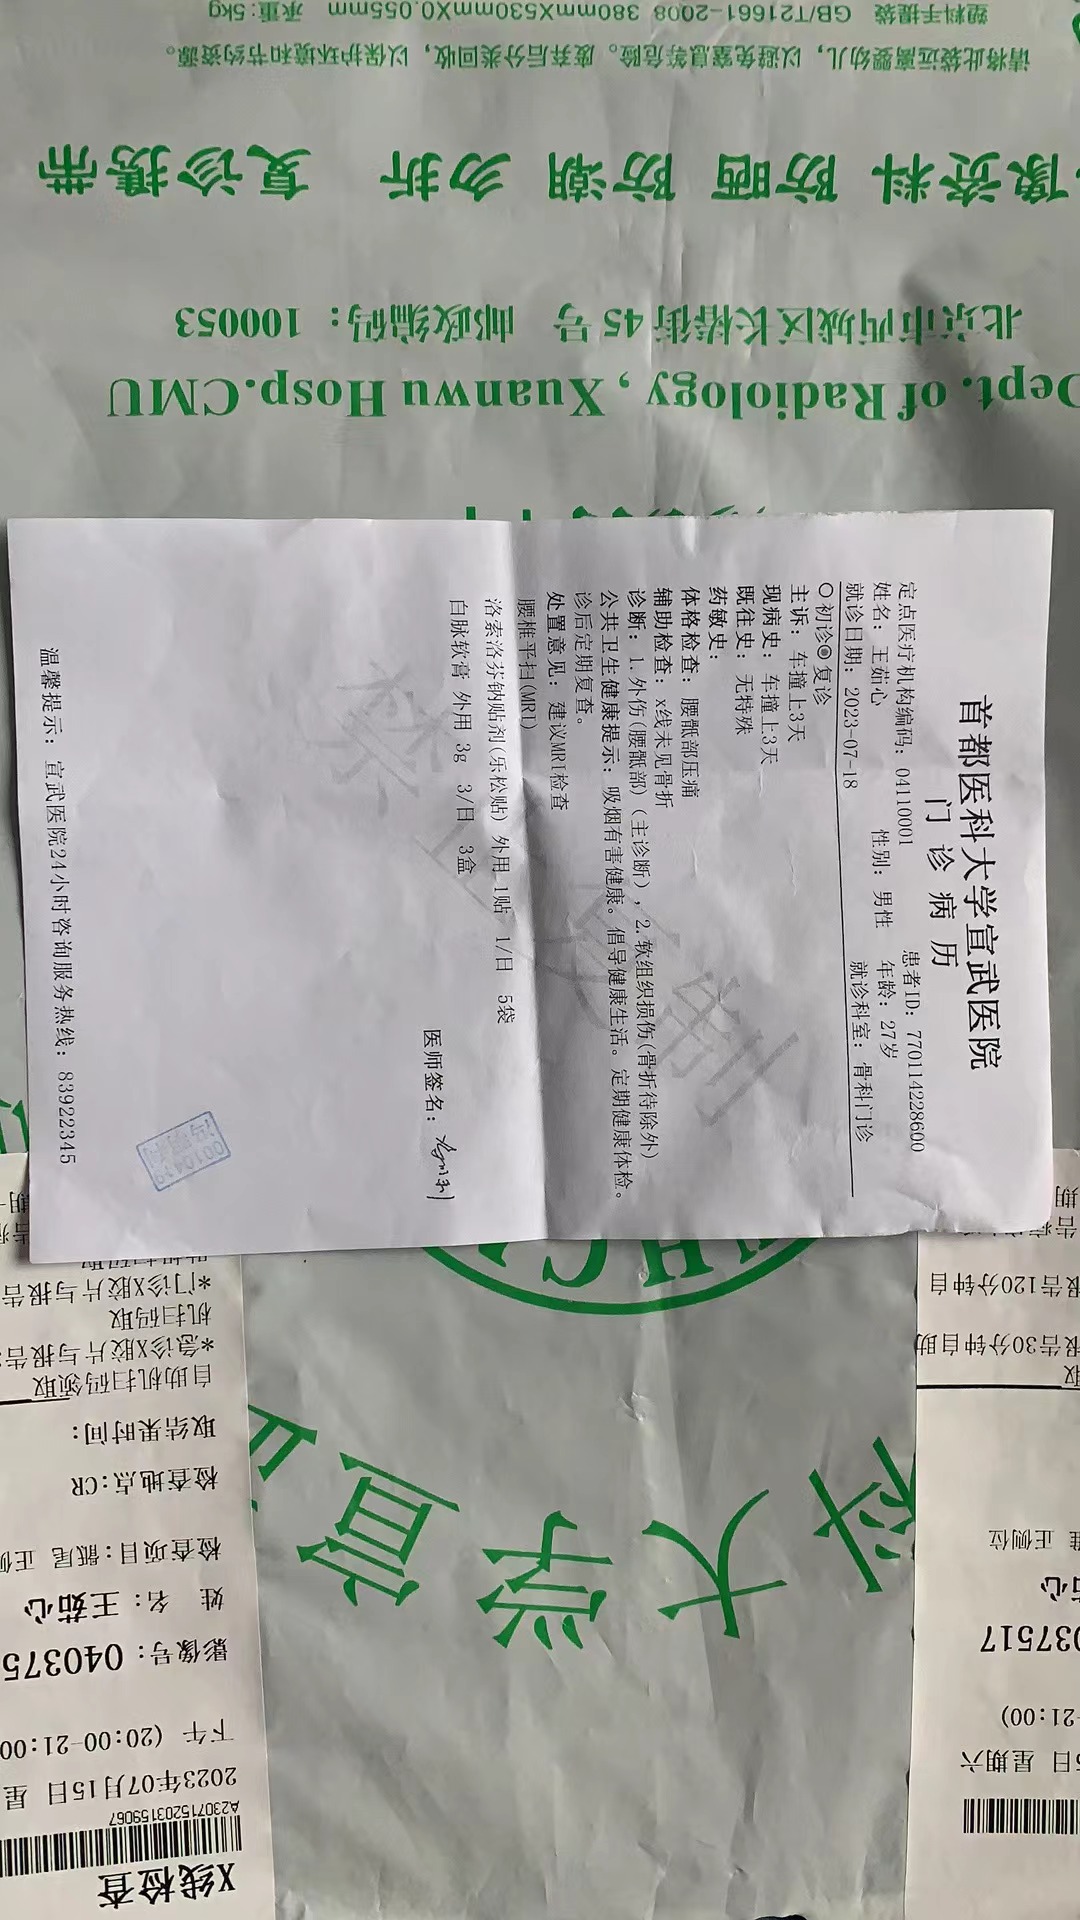 塑料手提袋 GB/T21661-2008 380mmX530mmX0.055mm 承重:5kg
请将此袋远离婴幼儿，以避免窒息等危险。废弃后分类回收，以保护环境和节约资源。
像资料 防晒 防潮 勿折 复诊携带
北京市西城区长椿街45号 邮政编码：100053
Dept. of Radiology , Xuanwu Hosp.CMU
首都医科大学宣武医院
门诊病历
定点医疗机构编码：04110001 患者ID：770114228600
姓名：王茹心 性别：男性 年龄：27岁
就诊日期：2023-07-18 就诊科室：骨科门诊
○初诊◉复诊
主诉：车撞上3天
现病史：车撞上3天
既往史：无特殊
药敏史：
体格检查：腰骶部压痛
辅助检查：x线未见骨折
诊断：1.外伤(腰骶部)(主诊断)，2.软组织损伤(骨折待除外)
公共卫生健康提示：吸烟有害健康。倡导健康生活。定期健康体检。
诊后定期复查。
处置意见：建议MRI检查
腰椎平扫(MRI)
洛索洛芬钠贴剂(乐松贴) 外用 1贴 1/日 5袋
白脉软膏 外用 3g 3/日 3盒
医师签名：
温馨提示：宣武医院24小时咨询服务热线：83922345
禁止复制
科大学宣
X线检查
A230715203159067
2023年07月15日 星
下午 (20:00-21:00
影像号：040375
姓 名：王茹心
检查项目：骶尾 正侧
检查地点:CR
取结果时间：
自助机扫码领取
*急诊X胶片与报告
机扫码取
*门诊X胶片与报告
日 星期六
-21:00)
037517
心
正侧位
取
报告30分钟自助
报告120分钟自